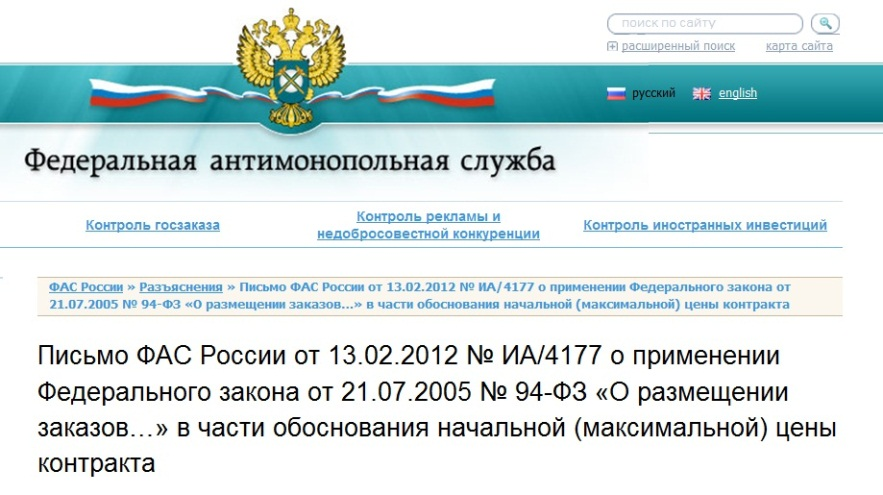 поиск по сайту
расширенный поиск карта сайта
русский english
Федеральная антимонопольная служба
Контроль госзаказа
Контроль рекламы и
недобросовестной конкуренции
Контроль иностранных инвестиций
ФАС России » Разъяснения » Письмо ФАС России от 13.02.2012 № ИА/4177 о применении Федерального закона от
21.07.2005 № 94-ФЗ «О размещении заказов...» в части обоснования начальной (максимальной) цены контракта
Письмо ФАС России от 13.02.2012 № ИА/4177 о применении
Федерального закона от 21.07.2005 № 94-ФЗ «О размещении
заказов...» в части обоснования начальной (максимальной) цены
контракта